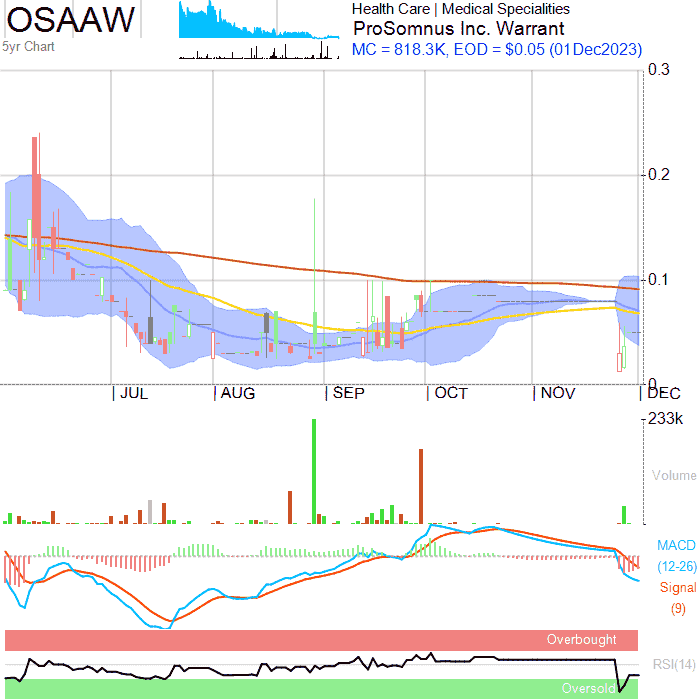 OSAAW
5yr Chart
Health Care | Medical Specialities
ProSomnus Inc. Warrant
MC = 818.3K, EOD = $0.05 (01Dec2023)
0.3
0.2
0.1
0
JUL AUG SEP OCT NOV DEC
233k
Volume
MACD
(12-26)
Signal
(9)
Overbought
RSI(14)
Oversold